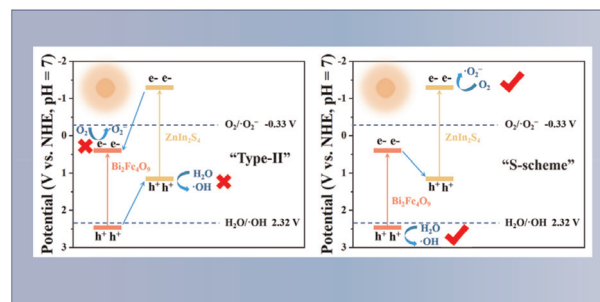 Potential (V vs. NHE, pH = 7)
-2
-1
0
1
2
3
e- e-
O₂/·O₂⁻ -0.33 V
O₂ ·O₂⁻
e- e-
ZnIn₂S₄
"Type-II"
h⁺ h⁺
H₂O
·OH
Bi₂Fe₄O₉
H₂O/·OH 2.32 V
h⁺ h⁺
Potential (V vs. NHE, pH = 7)
-2
-1
0
1
2
3
e- e-
·O₂⁻
O₂
O₂/·O₂⁻ -0.33 V
e- e-
ZnIn₂S₄
"S-scheme"
h⁺ h⁺
Bi₂Fe₄O₉
H₂O/·OH 2.32 V
h⁺ h⁺
H₂O
·OH